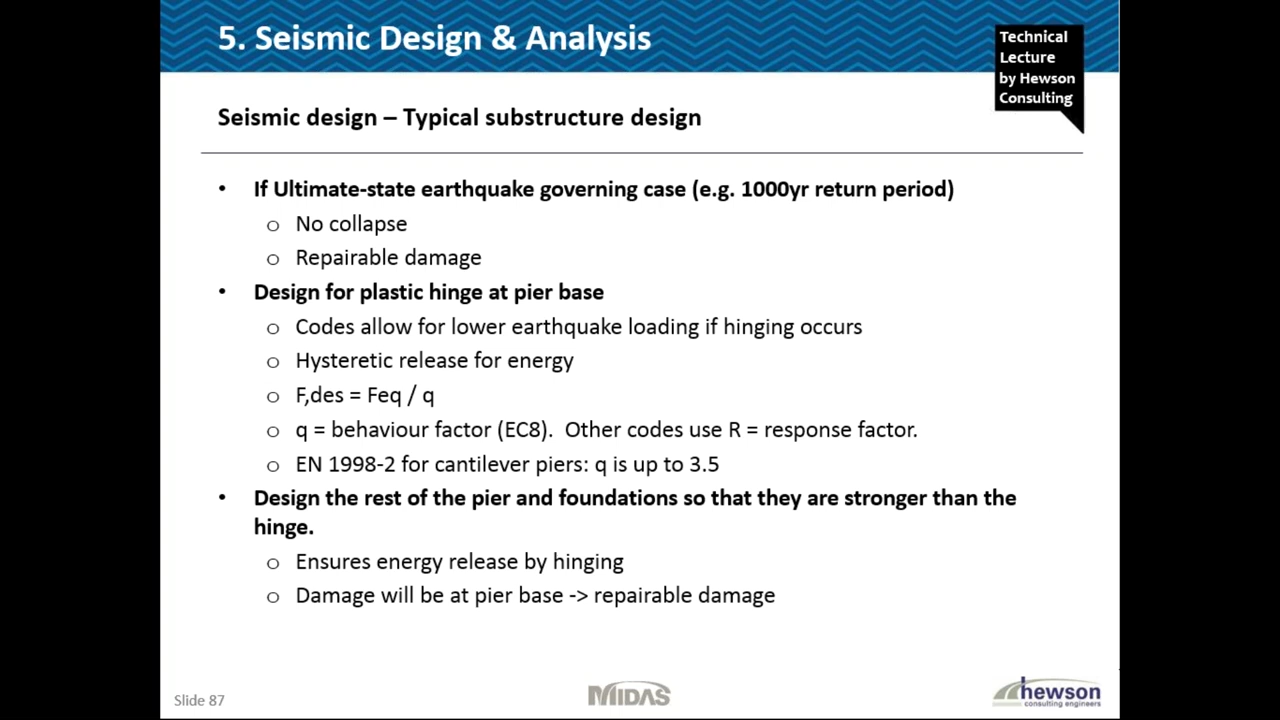 5. Seismic Design & Analysis
Technical
Lecture
by Hewson
Consulting
Seismic design – Typical substructure design
• If Ultimate-state earthquake governing case (e.g. 1000yr return period)
o No collapse
o Repairable damage
• Design for plastic hinge at pier base
o Codes allow for lower earthquake loading if hinging occurs
o Hysteretic release for energy
o F,des = Feq / q
o q = behaviour factor (EC8).  Other codes use R = response factor.
o EN 1998-2 for cantilever piers: q is up to 3.5
• Design the rest of the pier and foundations so that they are stronger than the
hinge.
o Ensures energy release by hinging
o Damage will be at pier base -> repairable damage
Slide 87
MIDAS
hewson
consulting engineers